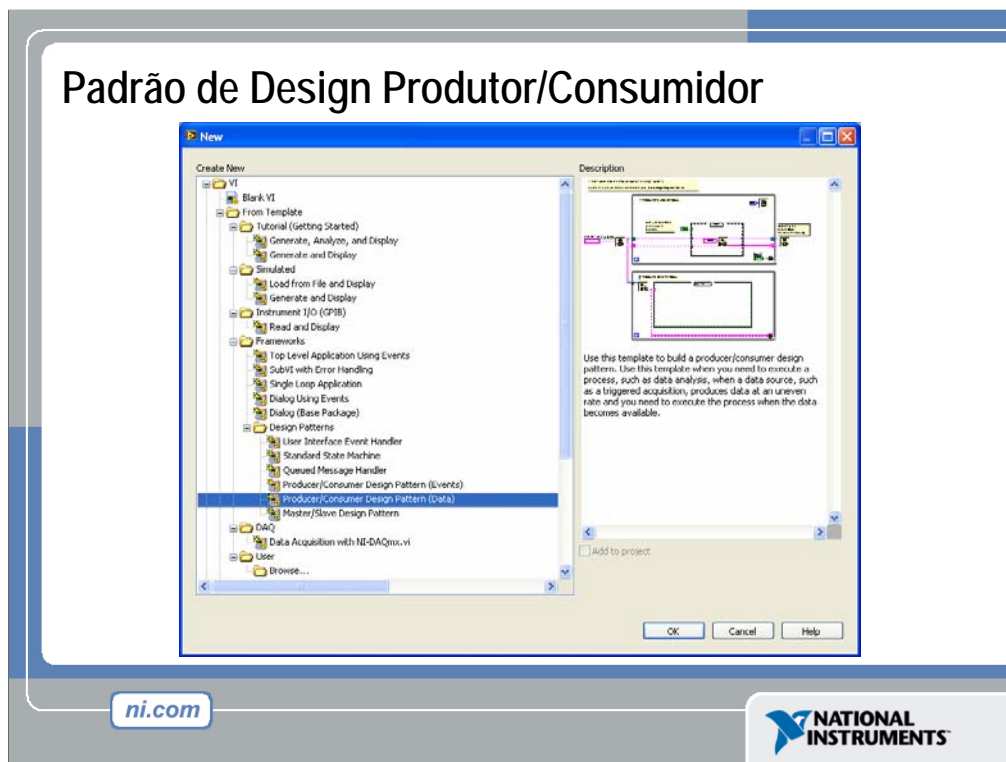 Padrão de Design Produtor/Consumidor
New
Create New
VI
Blank VI
From Template
Tutorial (Getting Started)
Generate, Analyze, and Display
Generate and Display
Simulated
Load from File and Display
Generate and Display
Instrument I/O (GPIB)
Read and Display
Frameworks
Top Level Application Using Events
SubVI with Error Handling
Single Loop Application
Dialog Using Events
Dialog (Base Package)
Design Patterns
User Interface Event Handler
Standard State Machine
Queued Message Handler
Producer/Consumer Design Pattern (Events)
Producer/Consumer Design Pattern (Data)
Master/Slave Design Pattern
DAQ
Data Acquisition with NI-DAQmx.vi
User
Browse...
Description
Use this template to build a producer/consumer design
pattern. Use this template when you need to execute a
process, such as data analysis, when a data source, such
as a triggered acquisition, produces data at an uneven
rate and you need to execute the process when the data
becomes available.
Add to project
OK
Cancel
Help
ni.com
NATIONAL
INSTRUMENTS